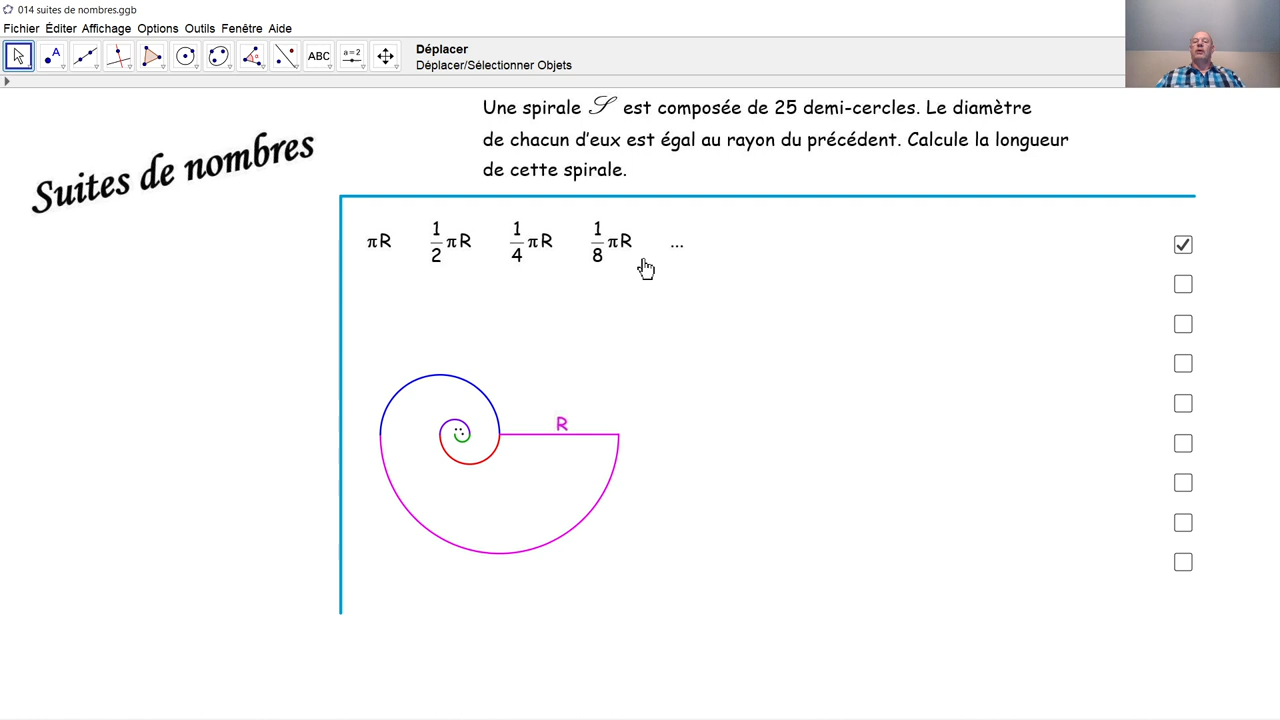 014 suites de nombres.ggb
Fichier Éditer Affichage Options Outils Fenêtre Aide
A
ABC
a=2
Déplacer
Déplacer/Sélectionner Objets
Une spirale 𝒮 est composée de 25 demi-cercles. Le diamètre
de chacun d'eux est égal au rayon du précédent. Calcule la longueur
de cette spirale.
Suites de nombres
πR 1/2 πR 1/4 πR 1/8 πR ...
R